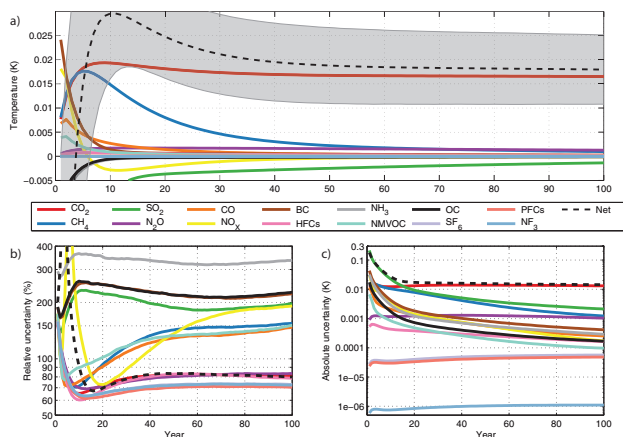 a)
Temperature (K)
0.025
0.02
0.015
0.01
0.005
0
−0.005
0 10 20 30 40 50 60 70 80 90 100
CO2 SO2 CO BC NH3 OC PFCs Net
CH4 N2O NOX HFCs NMVOC SF6 NF3
b)
Relative uncertainty (%)
400
300
200
150
100
90
80
70
60
50
0 20 40 60 80 100
Year
c)
Absolute uncertainty (K)
0.3
0.1
0.01
0.001
0.0001
1e−05
1e−06
0 20 40 60 80 100
Year